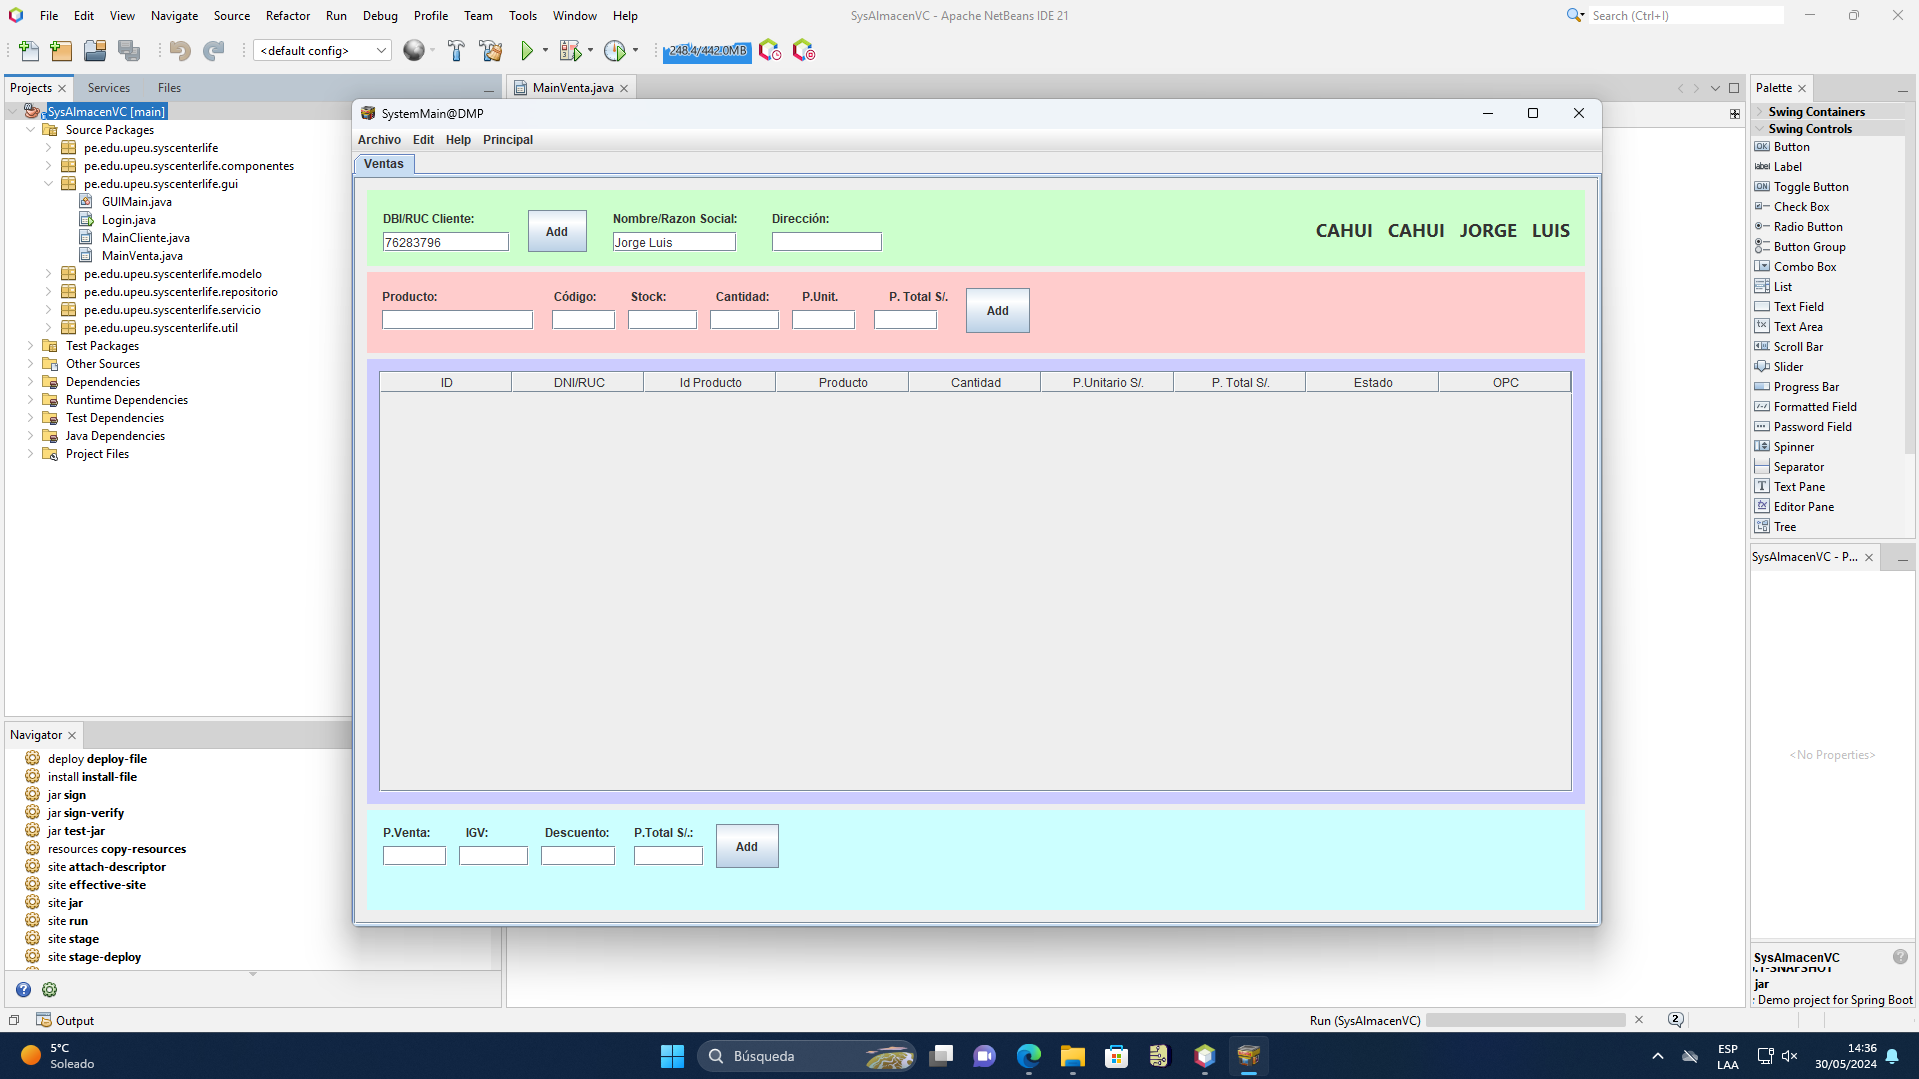 File Edit View Navigate Source Refactor Run Debug Profile Team Tools Window Help
SysAlmacenVC - Apache NetBeans IDE 21
Search (Ctrl+I)
<default config>
248.4/442.0MB
Projects Services Files
MainVenta.java
Palette
SysAlmacenVC [main]
Source Packages
pe.edu.upeu.syscenterlife
pe.edu.upeu.syscenterlife.componentes
pe.edu.upeu.syscenterlife.gui
GUIMain.java
Login.java
MainCliente.java
MainVenta.java
pe.edu.upeu.syscenterlife.modelo
pe.edu.upeu.syscenterlife.repositorio
pe.edu.upeu.syscenterlife.servicio
pe.edu.upeu.syscenterlife.util
Test Packages
Other Sources
Dependencies
Runtime Dependencies
Test Dependencies
Java Dependencies
Project Files
Navigator
deploy deploy-file
install install-file
jar sign
jar sign-verify
jar test-jar
resources copy-resources
site attach-descriptor
site effective-site
site jar
site run
site stage
site stage-deploy
SystemMain@DMP
Archivo Edit Help Principal
Ventas
DBI/RUC Cliente: Add Nombre/Razon Social: Dirección:
76283796 Jorge Luis
CAHUI CAHUI JORGE LUIS
Producto: Código: Stock: Cantidad: P.Unit. P. Total S/. Add
ID DNI/RUC Id Producto Producto Cantidad P.Unitario S/. P. Total S/. Estado OPC
P.Venta: IGV: Descuento: P.Total S/.: Add
Swing Containers
Swing Controls
Button
Label
Toggle Button
Check Box
Radio Button
Button Group
Combo Box
List
Text Field
Text Area
Scroll Bar
Slider
Progress Bar
Formatted Field
Password Field
Spinner
Separator
Text Pane
Editor Pane
Tree
SysAlmacenVC - P...
<No Properties>
SysAlmacenVC
.1-SNAPSHOT
jar
: Demo project for Spring Boot
Output
Run (SysAlmacenVC)
2
5°C
Soleado
Búsqueda
ESP
LAA
14:36
30/05/2024